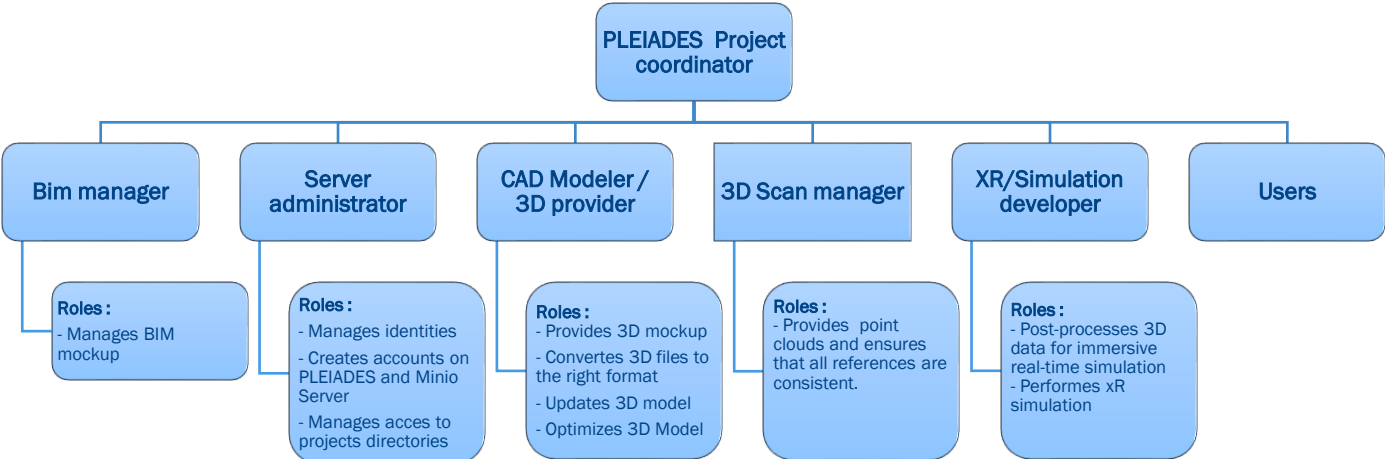 PLEIADES Project
coordinator
Bim manager
Server
administrator
CAD Modeler /
3D provider
3D Scan manager
XR/Simulation
developer
Users
Roles :
- Manages BIM
mockup
Roles :
- Manages identities
- Creates accounts on
PLEIADES and Minio
Server
- Manages acces to
projects directories
Roles :
- Provides 3D mockup
- Convertes 3D files to
the right format
- Updates 3D model
- Optimizes 3D Model
Roles :
- Provides point
clouds and ensures
that all references are
consistent.
Roles :
- Post-processes 3D
data for immersive
real-time simulation
- Performes xR
simulation